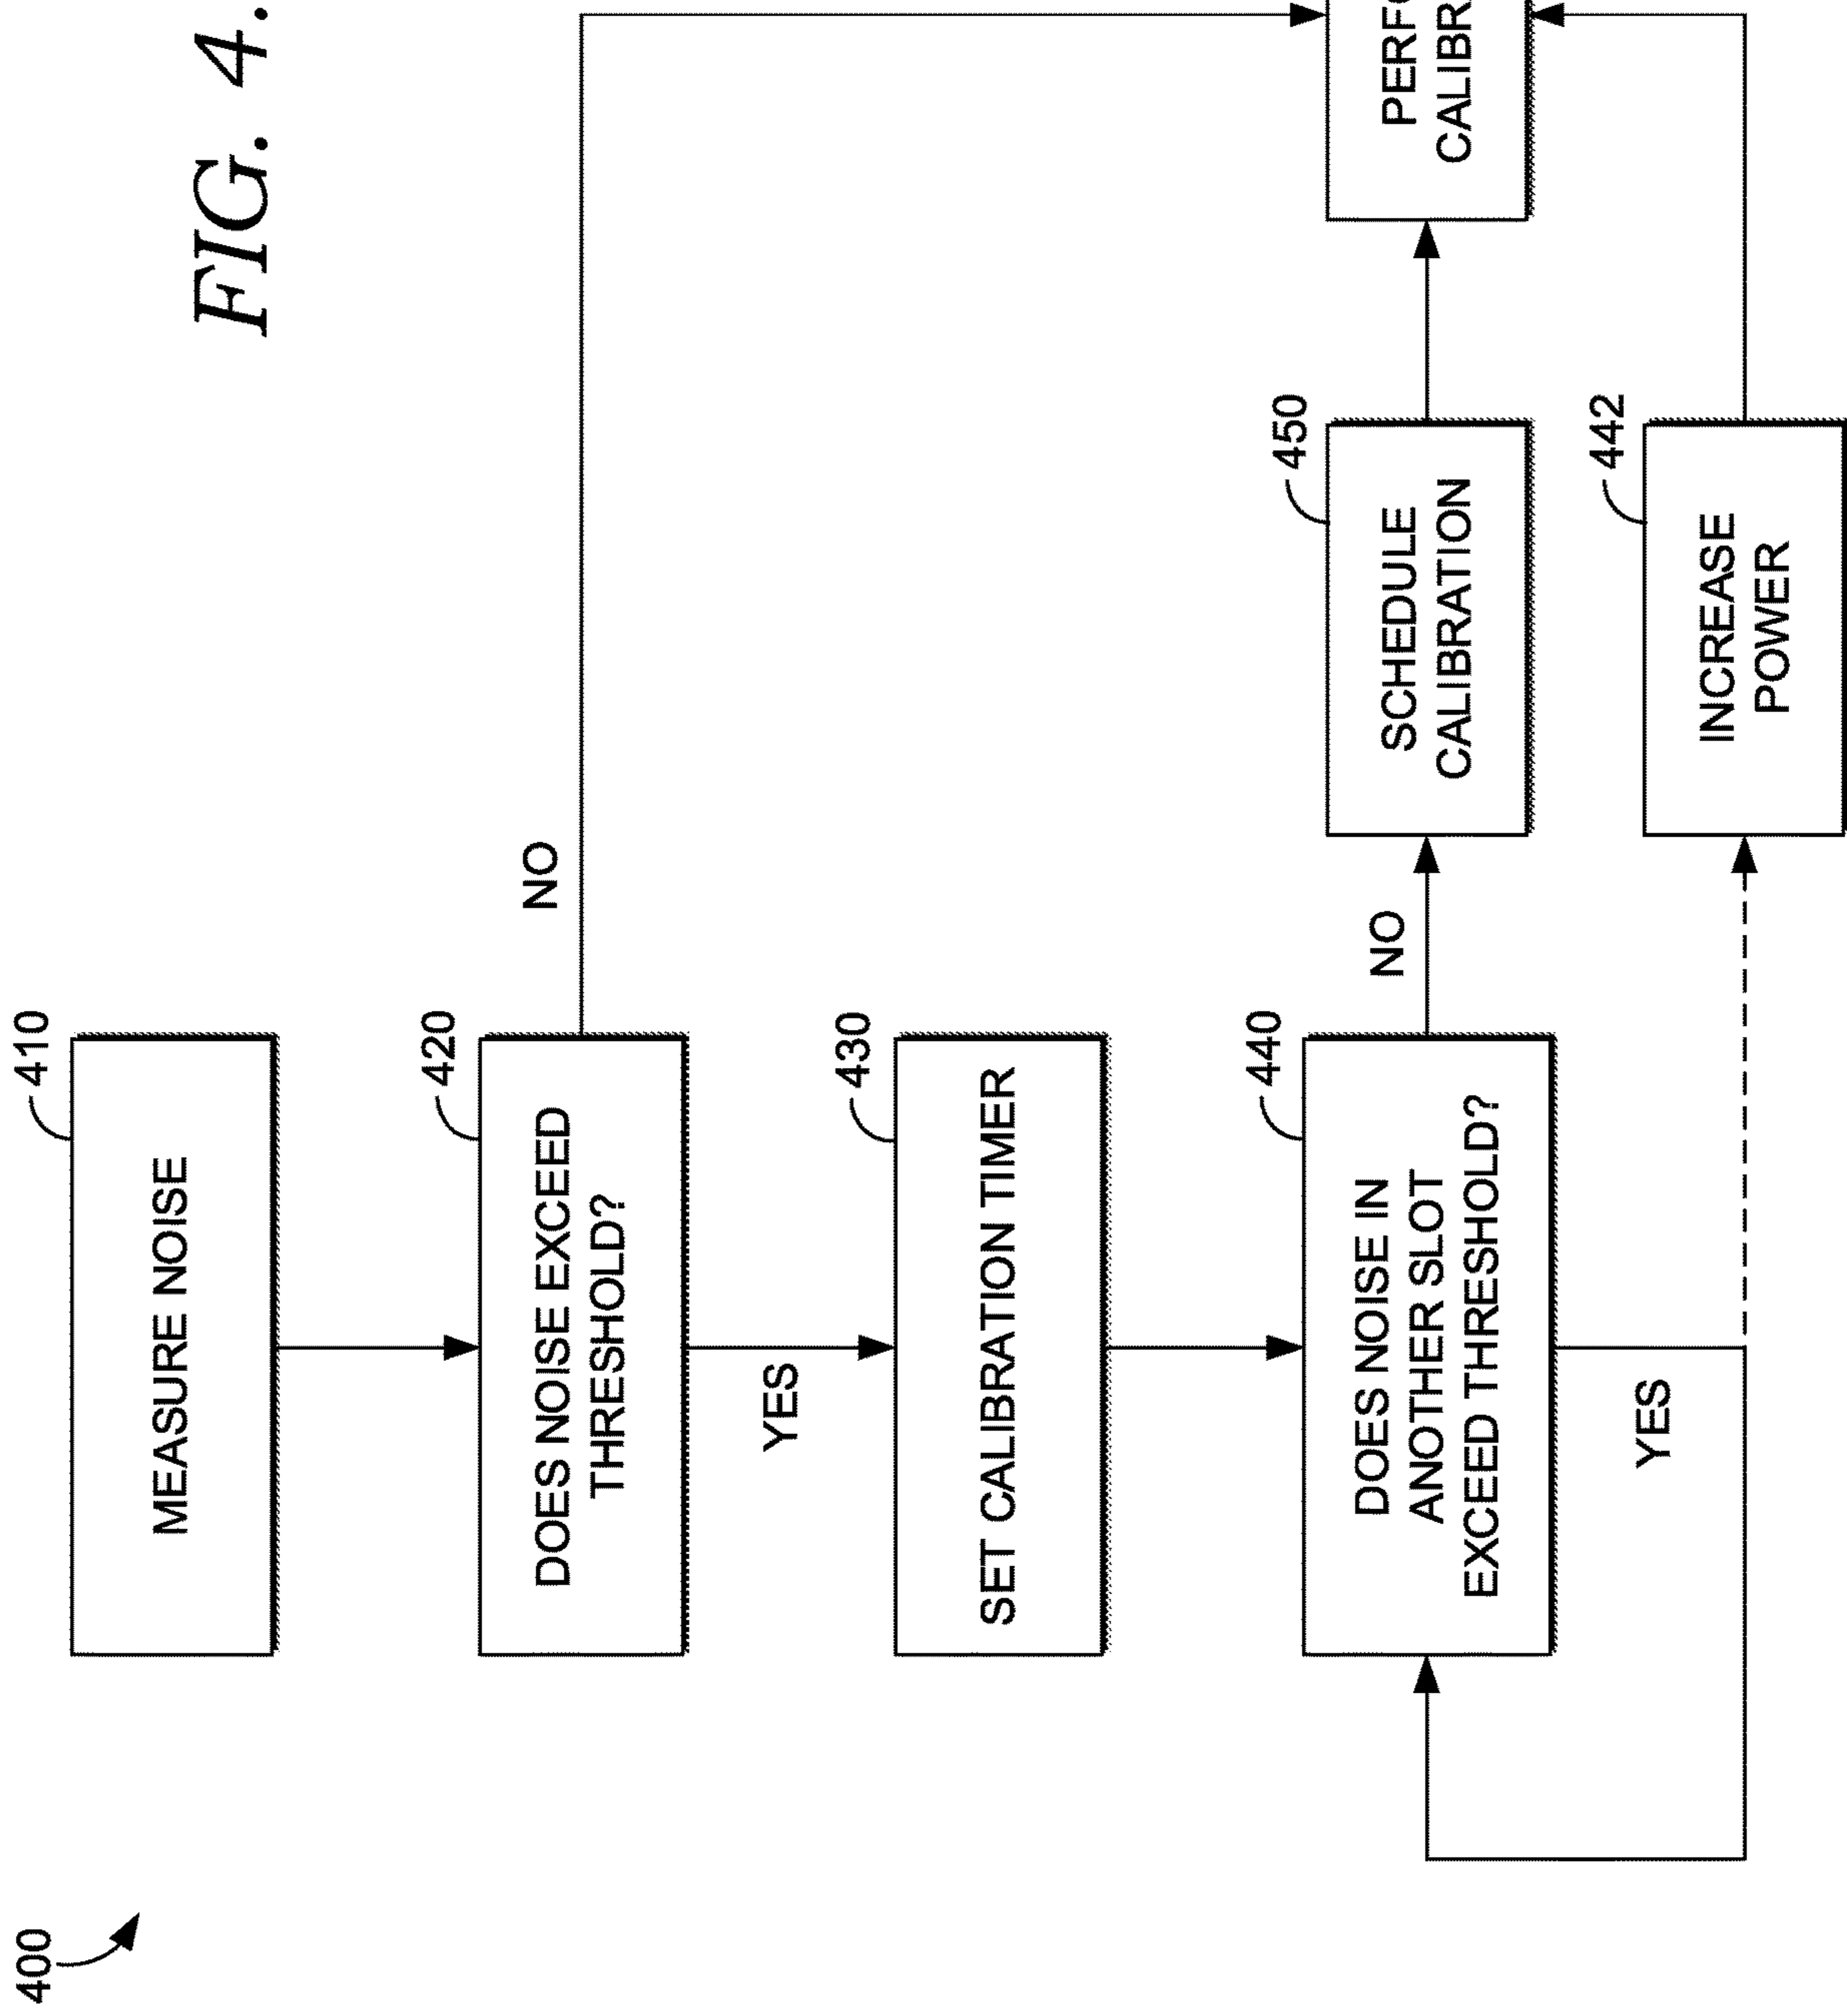 400
FIG. 4.
410
MEASURE NOISE
420
DOES NOISE EXCEED
THRESHOLD?
NO
YES
430
SET CALIBRATION TIMER
440
DOES NOISE IN
ANOTHER SLOT
EXCEED THRESHOLD?
NO
YES
450
SCHEDULE
CALIBRATION
442
INCREASE
POWER